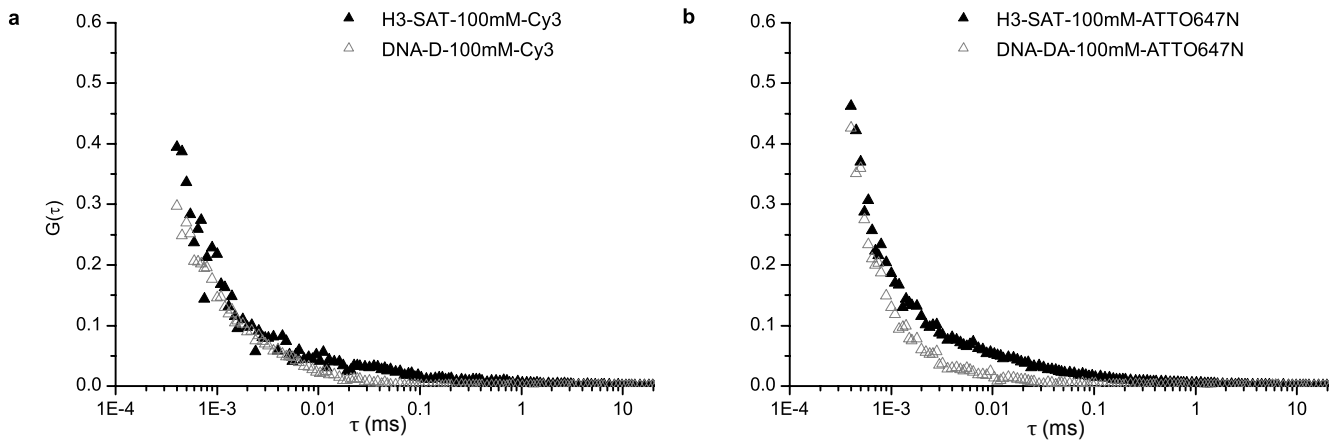 a
H3-SAT-100mM-Cy3
DNA-D-100mM-Cy3
0.6
0.5
0.4
0.3
0.2
0.1
0.0
G(τ)
1E-4
1E-3
0.01
0.1
1
10
τ (ms)
b
H3-SAT-100mM-ATTO647N
DNA-DA-100mM-ATTO647N
0.6
0.5
0.4
0.3
0.2
0.1
0.0
1E-4
1E-3
0.01
0.1
1
10
τ (ms)